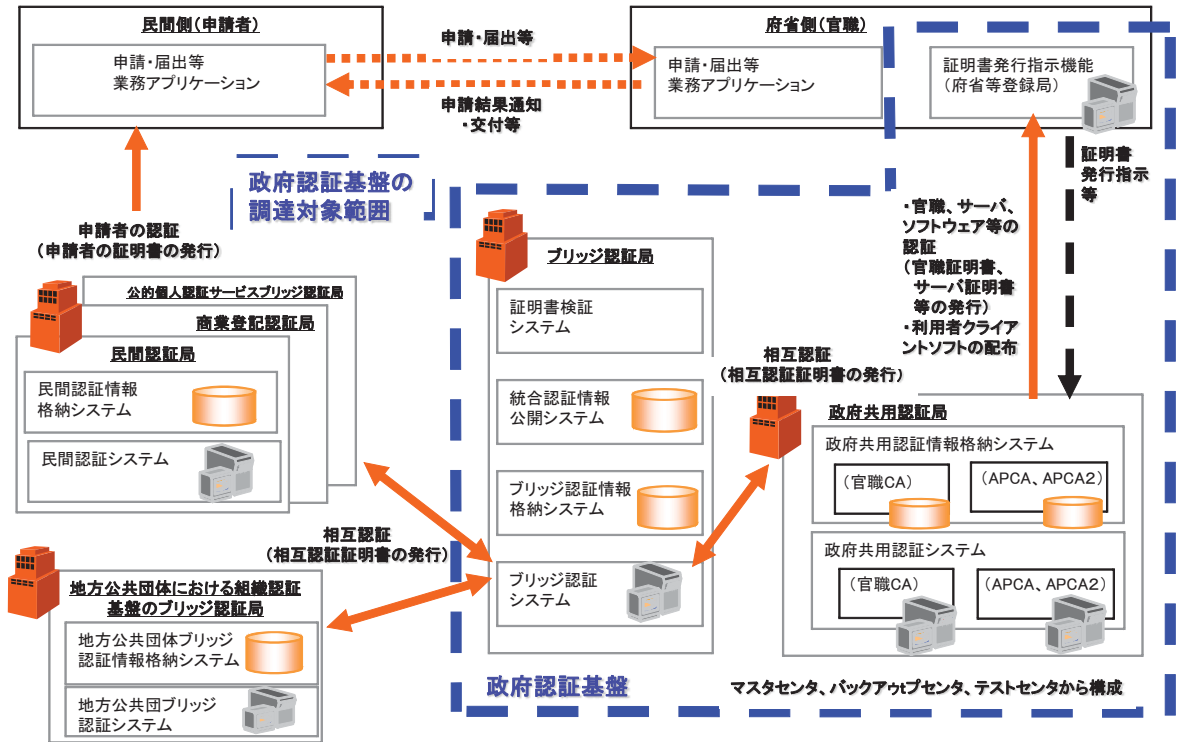 民間側(申請者)
申請・届出等
業務アプリケーション
申請・届出等
申請結果通知
・交付等
府省側(官職)
申請・届出等
業務アプリケーション
証明書発行指示機能
(府省等登録局)
証明書
発行指示
等
政府認証基盤の
調達対象範囲
申請者の認証
(申請者の証明書の発行)
・官職、サーバ、
ソフトウェア等の
認証
(官職証明書、
サーバ証明書
等の発行)
・利用者クライア
ントソフトの配布
公的個人認証サービスブリッジ認証局
商業登記認証局
民間認証局
民間認証情報
格納システム
民間認証システム
ブリッジ認証局
証明書検証
システム
統合認証情報
公開システム
ブリッジ認証情報
格納システム
ブリッジ認証
システム
相互認証
(相互認証証明書の発行)
政府共用認証局
政府共用認証情報格納システム
(官職CA)
(APCA、APCA2)
政府共用認証システム
(官職CA)
(APCA、APCA2)
相互認証
(相互認証証明書の発行)
地方公共団体における組織認証
基盤のブリッジ認証局
地方公共団体ブリッジ
認証情報格納システム
地方公共団ブリッジ
認証システム
政府認証基盤
マスタセンタ、バックアウtプセンタ、テストセンタから構成